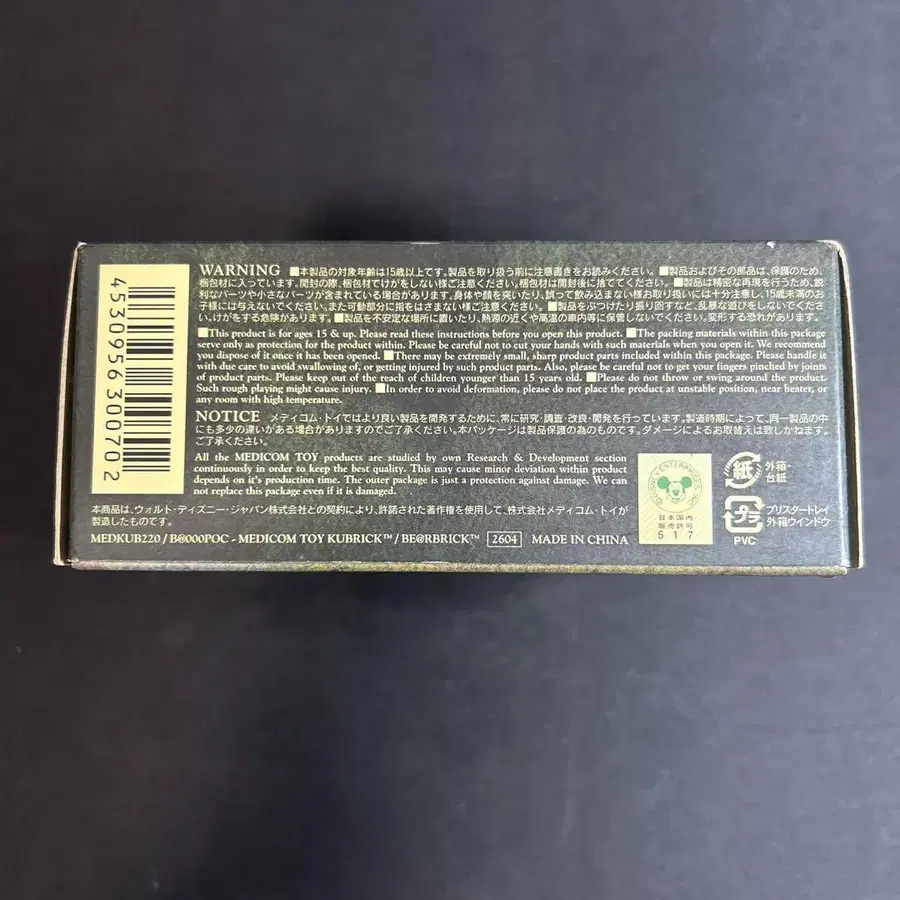 4530956300702
WARNING ■本製品の対象年齢は15歳以上です。製品を取り扱う前に注意書きをお読みください。 ■製品およびその部品は、保護のため、
梱包材に入っています。開封の際、梱包材でけがをしない様ご注意ください。梱包材は開封後に捨ててください。 ■製品は精密な再現を行うため、鋭
利なパーツや小さなパーツが含まれている場合があります。身体や顔を突いたり、誤って飲み込まない様お取り扱いには十分注意し、15歳未満のお
子様には与えないでください。また可動部分に指をはさまない様ご注意ください。 ■製品をぶつけたり振り回すなど、乱暴な遊びをしないでくださ
い。けがをする危険があります。 ■製品を不安定な場所に置いたり、熱源の近くや高温の車内等に保管しないでください。変形する恐れがあります。
■This product is for ages 15 & up. Please read these instructions before you open this product. ■The packing materials within this package
serve only as protection for the product within. Please be careful not to cut your hands with such materials when you open it. We recommend
you dispose of it once it has been opened. ■There may be extremely small, sharp product parts included within this package. Please handle it
with due care to avoid swallowing of, or getting injured by such product parts. Also, please be careful not to get your fingers pinched by joints
of product parts. Please keep out of the reach of children younger than 15 years old. ■Please do not throw or swing around the product.
Such rough playing might cause injury. ■In order to avoid deformation, please do not place the product at unstable position, near heater, or
any room with high temperature.
NOTICE メディコム・トイではより良い製品を開発するために、常に研究・調査・改良・開発を行っています。製造時期によって、同一製品の中
にも多少の違いがある場合がありますのでご了承ください。本パッケージは製品保護の為のものです。ダメージによるお取替えは致しかねます。
ご了承ください。
All the MEDICOM TOY products are studied by own Research & Development section
continuously in order to keep the best quality. This may cause minor deviation within product
depends on it's production time. The outer package is just a protection against damage. We can
not replace this package even if it is damaged.
本商品は、ウォルト・ディズニー・ジャパン株式会社との契約により、許諾された著作権を使用して、株式会社メディコム・トイが
製造したものです。
MEDKUB220 / B@000POC - MEDICOM TOY KUBRICK™ / BE@RBRICK™ 2604 MADE IN CHINA
©DISNEY ENTERPRISES, INC.
日本国内
販売許可
517
紙 外箱・
台紙
プラ ブリスタートレイ
外箱ウインドウ
PVC